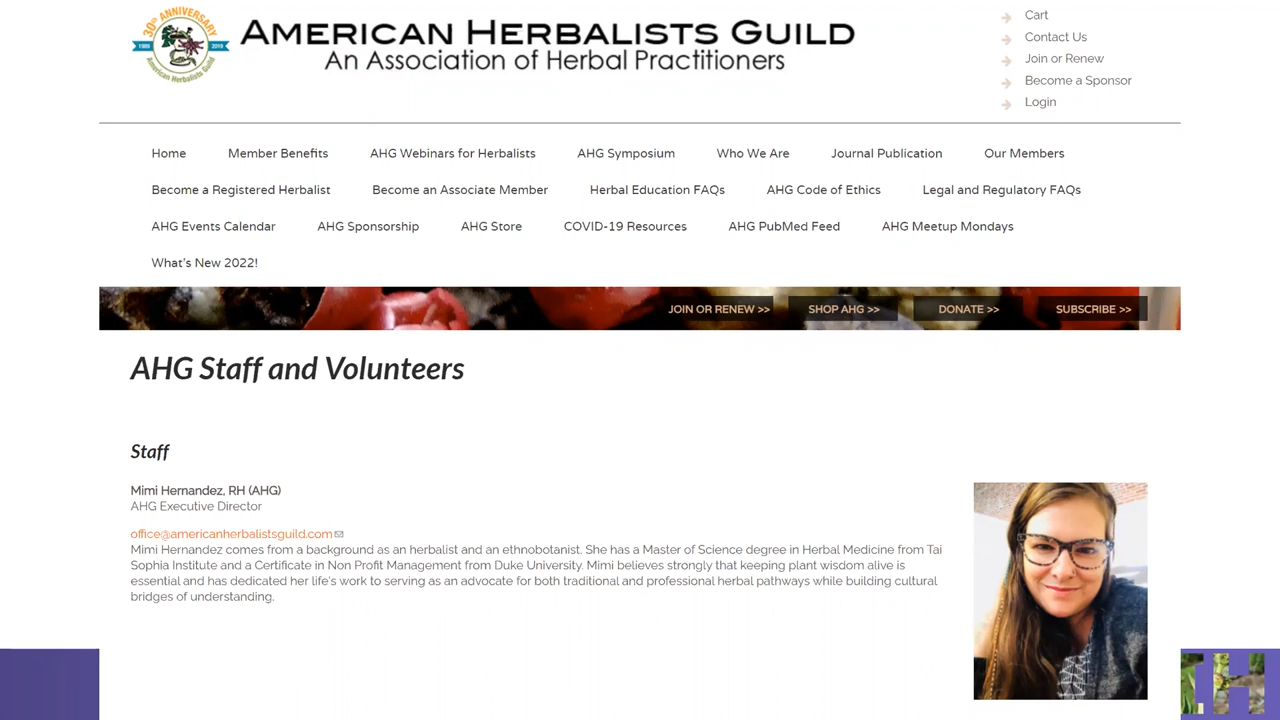 30TH ANNIVERSARY
1989 2019
American Herbalists Guild
AMERICAN HERBALISTS GUILD
An Association of Herbal Practitioners
Cart
Contact Us
Join or Renew
Become a Sponsor
Login
Home Member Benefits AHG Webinars for Herbalists AHG Symposium Who We Are Journal Publication Our Members
Become a Registered Herbalist Become an Associate Member Herbal Education FAQs AHG Code of Ethics Legal and Regulatory FAQs
AHG Events Calendar AHG Sponsorship AHG Store COVID-19 Resources AHG PubMed Feed AHG Meetup Mondays
What's New 2022!
JOIN OR RENEW >> SHOP AHG >> DONATE >> SUBSCRIBE >>
AHG Staff and Volunteers
Staff
Mimi Hernandez, RH (AHG)
AHG Executive Director
office@americanherbalistsguild.com
Mimi Hernandez comes from a background as an herbalist and an ethnobotanist. She has a Master of Science degree in Herbal Medicine from Tai
Sophia Institute and a Certificate in Non Profit Management from Duke University. Mimi believes strongly that keeping plant wisdom alive is
essential and has dedicated her life's work to serving as an advocate for both traditional and professional herbal pathways while building cultural
bridges of understanding.